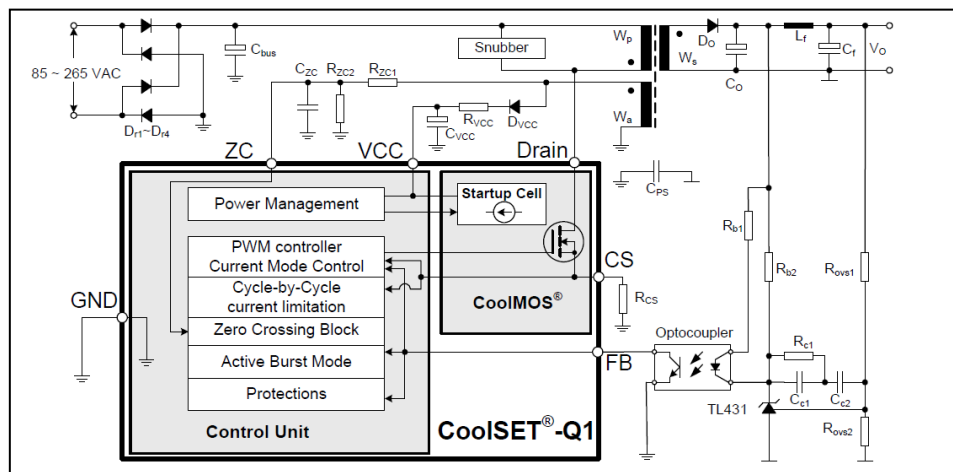 85 ~ 265 VAC
Dr1~Dr4
Cbus
Snubber
Wp
Ws
Wa
DO
CO
Lf
Cf
VO
CZC
RZC2
RZC1
RVCC
DVCC
CVCC
CPS
ZC
VCC
Drain
GND
CS
FB
Power Management
Startup Cell
PWM controller
Current Mode Control
Cycle-by-Cycle
current limitation
Zero Crossing Block
Active Burst Mode
Protections
Control Unit
CoolMOS®
CoolSET®-Q1
RCS
Optocoupler
Rb1
Rb2
Rovs1
Rc1
Cc1
Cc2
TL431
Rovs2